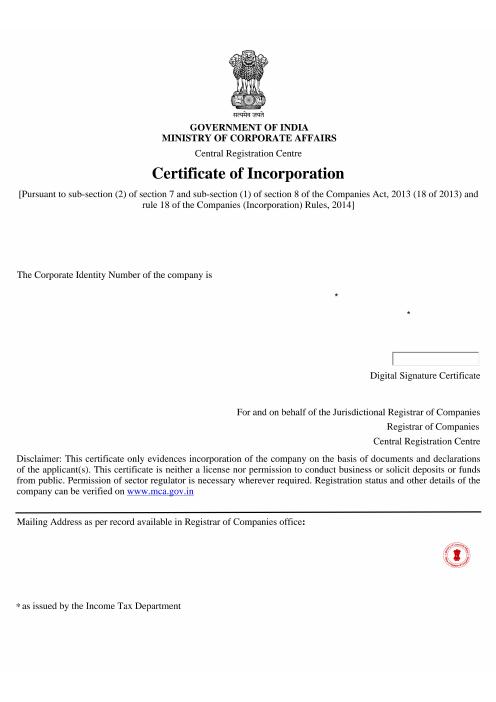 सत्यमेव जयते
GOVERNMENT OF INDIA
MINISTRY OF CORPORATE AFFAIRS
Central Registration Centre
Certificate of Incorporation
[Pursuant to sub-section (2) of section 7 and sub-section (1) of section 8 of the Companies Act, 2013 (18 of 2013) and
rule 18 of the Companies (Incorporation) Rules, 2014]
The Corporate Identity Number of the company is
*
*
Digital Signature Certificate
For and on behalf of the Jurisdictional Registrar of Companies
Registrar of Companies
Central Registration Centre
Disclaimer: This certificate only evidences incorporation of the company on the basis of documents and declarations
of the applicant(s). This certificate is neither a license nor permission to conduct business or solicit deposits or funds
from public. Permission of sector regulator is necessary wherever required. Registration status and other details of the
company can be verified on www.mca.gov.in
Mailing Address as per record available in Registrar of Companies office:
* as issued by the Income Tax Department